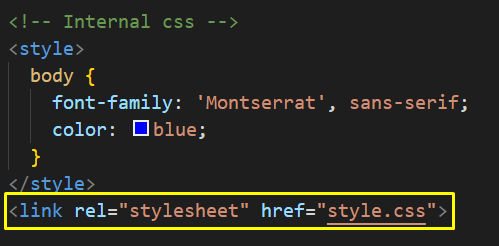 <!-- Internal css -->
<style>
body {
font-family: 'Montserrat', sans-serif;
color: blue;
}
</style>
<link rel="stylesheet" href="style.css">